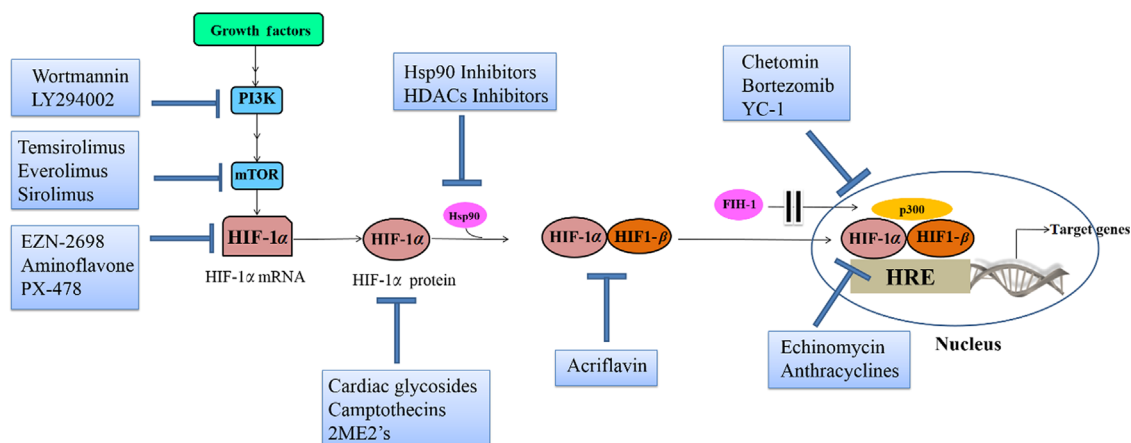 Growth factors
Wortmannin
LY294002
PI3K
Temsirolimus
Everolimus
Sirolimus
mTOR
EZN-2698
Aminoflavone
PX-478
HIF-1α
HIF-1α mRNA
Hsp90 Inhibitors
HDACs Inhibitors
Hsp90
HIF-1α
HIF-1α protein
Cardiac glycosides
Camptothecins
2ME2's
HIF-1α
HIF1-β
Acriflavin
Chetomin
Bortezomib
YC-1
FIH-1
p300
HIF-1α
HIF1-β
HRE
Target genes
Nucleus
Echinomycin
Anthracyclines